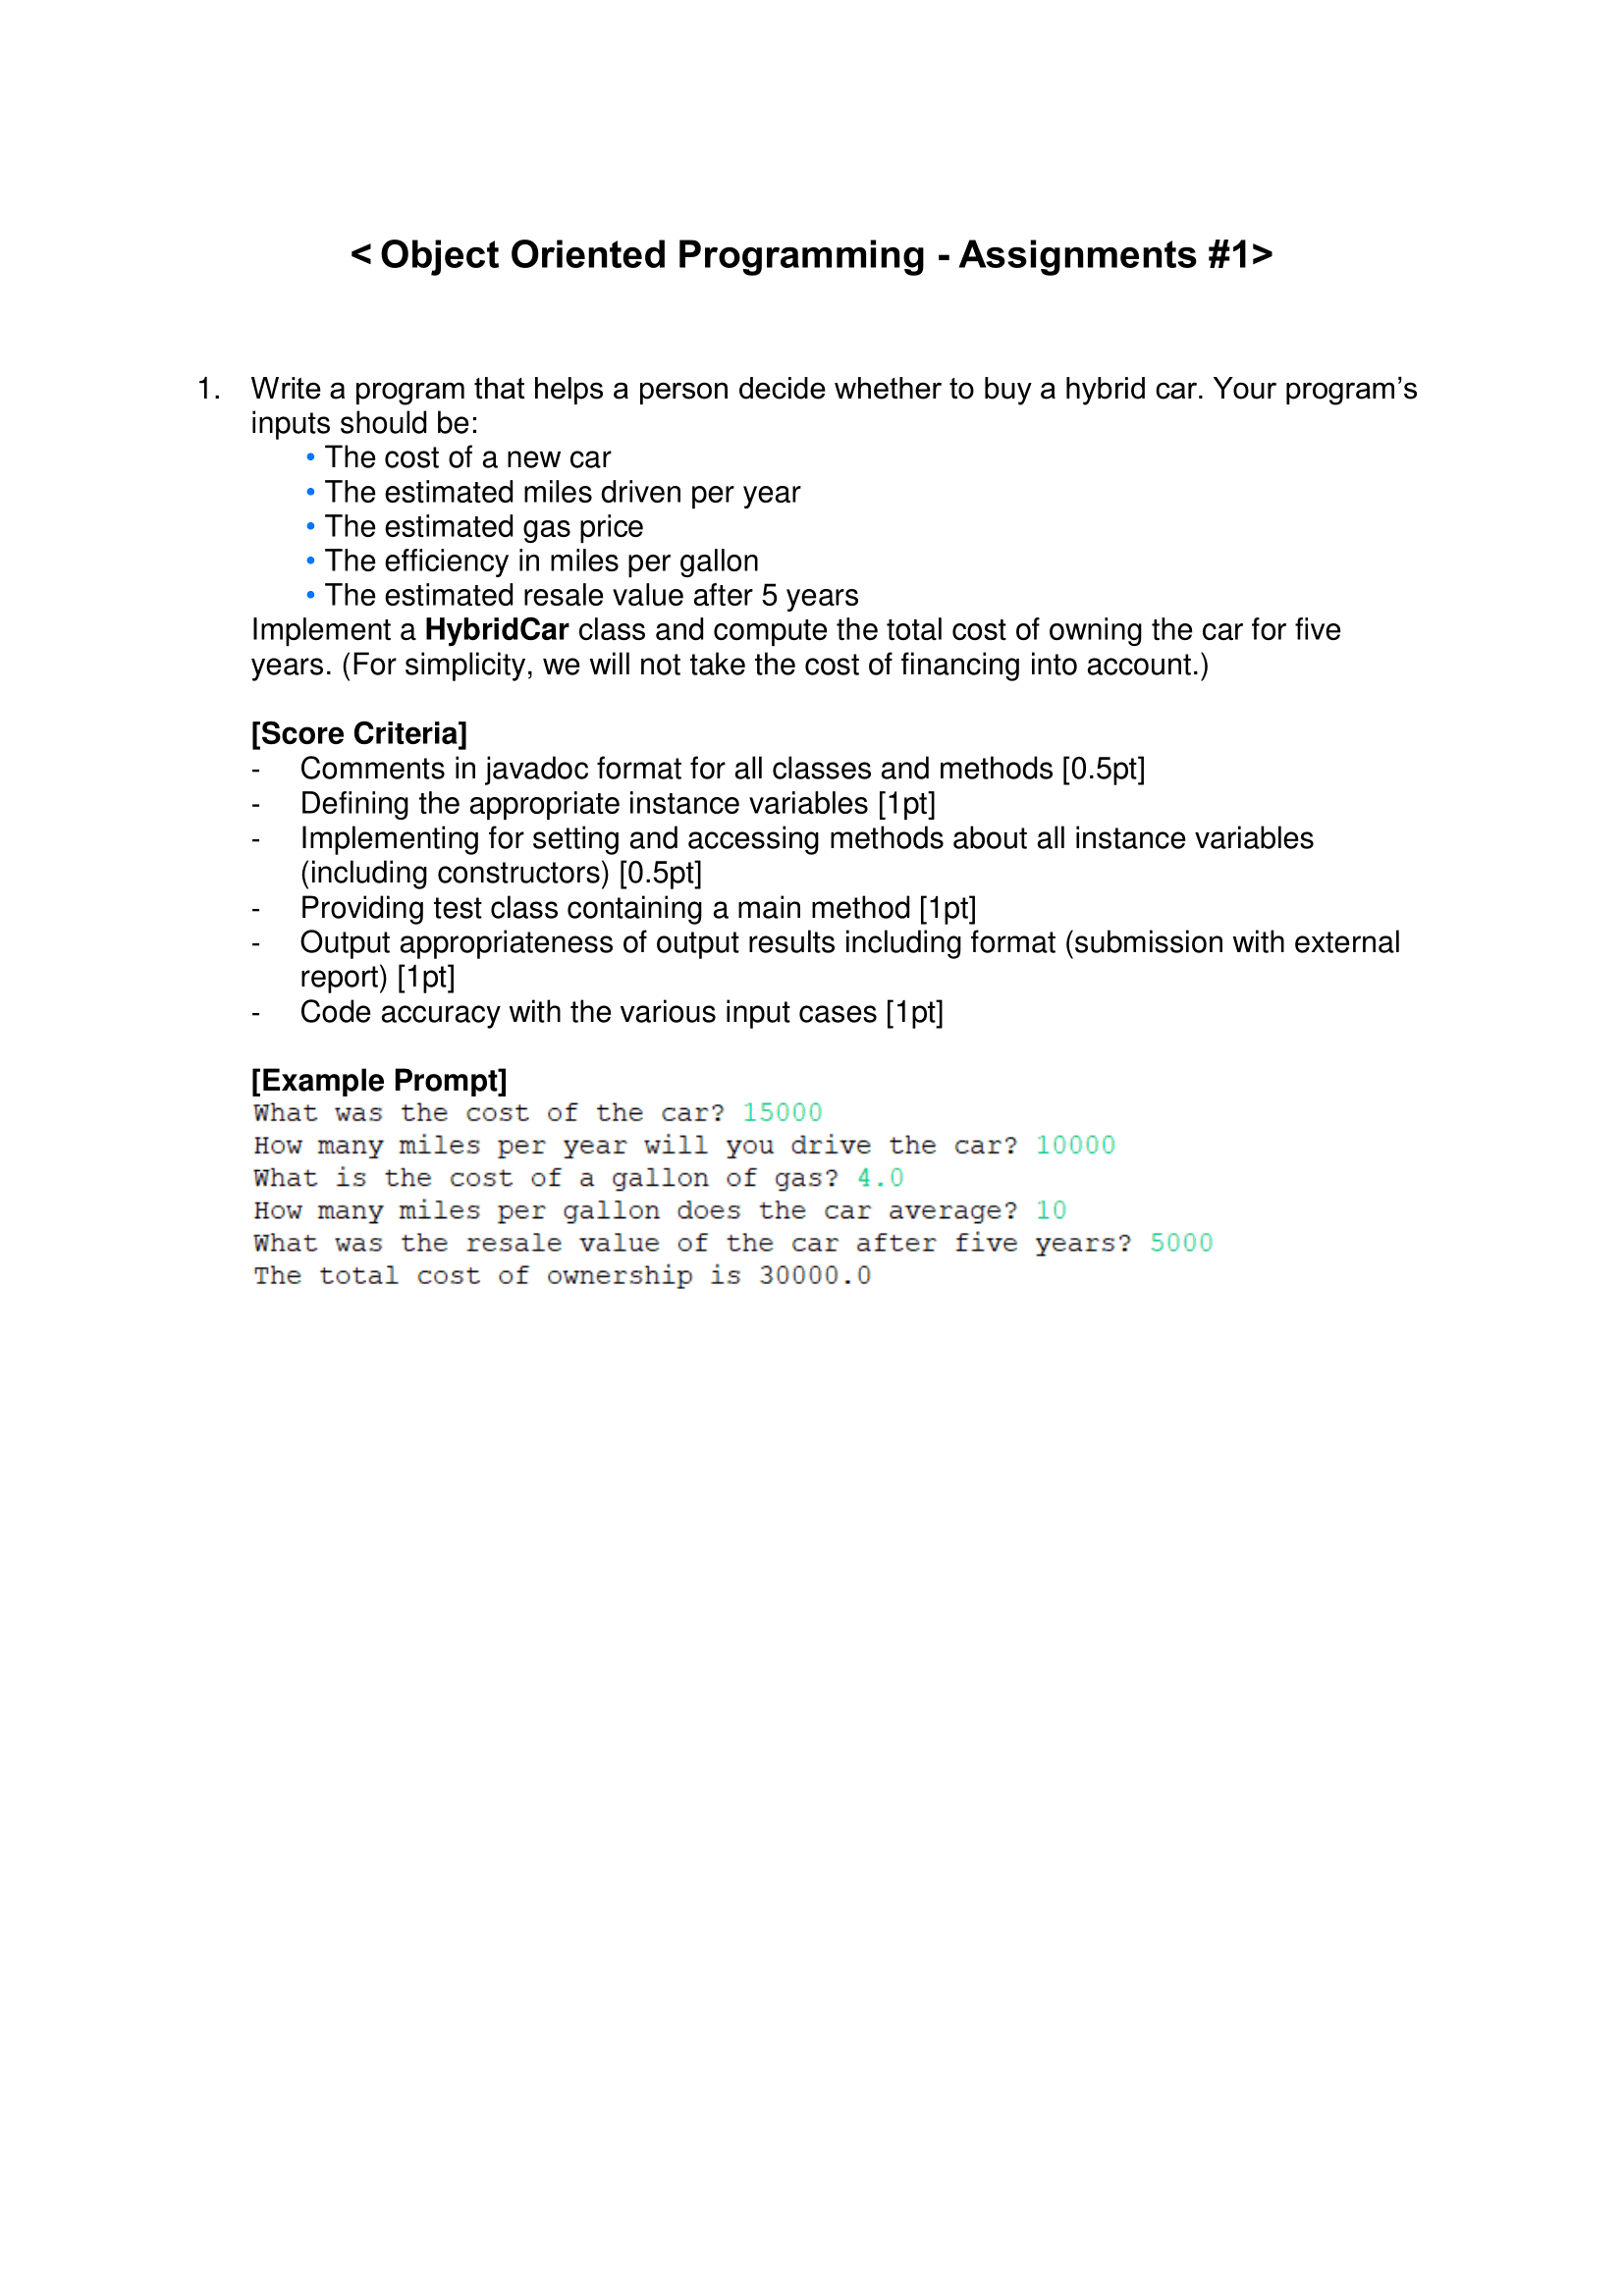 < Object Oriented Programming - Assignments #1>
1. Write a program that helps a person decide whether to buy a hybrid car. Your program’s
inputs should be:
• The cost of a new car
• The estimated miles driven per year
• The estimated gas price
• The efficiency in miles per gallon
• The estimated resale value after 5 years
Implement a HybridCar class and compute the total cost of owning the car for five
years. (For simplicity, we will not take the cost of financing into account.)
[Score Criteria]
- Comments in javadoc format for all classes and methods [0.5pt]
- Defining the appropriate instance variables [1pt]
- Implementing for setting and accessing methods about all instance variables
(including constructors) [0.5pt]
- Providing test class containing a main method [1pt]
- Output appropriateness of output results including format (submission with external
report) [1pt]
- Code accuracy with the various input cases [1pt]
[Example Prompt]
What was the cost of the car? 15000
How many miles per year will you drive the car? 10000
What is the cost of a gallon of gas? 4.0
How many miles per gallon does the car average? 10
What was the resale value of the car after five years? 5000
The total cost of ownership is 30000.0